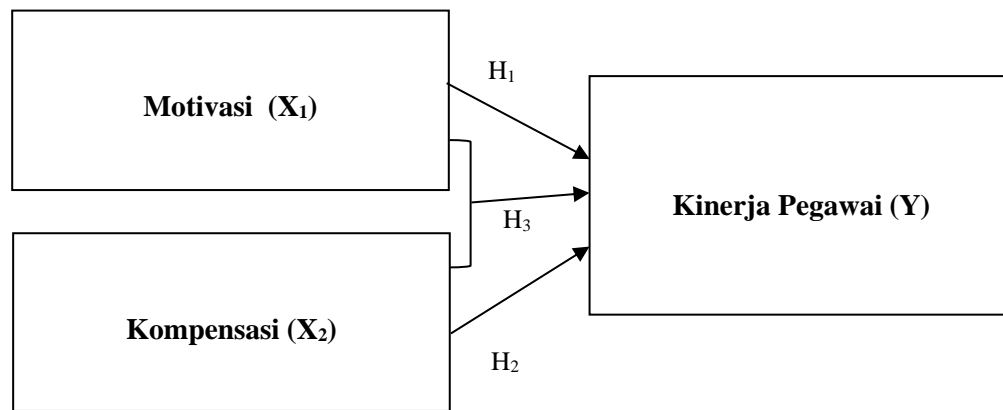 Motivasi (X₁)
H₁
Kinerja Pegawai (Y)
H₃
Kompensasi (X₂)
H₂